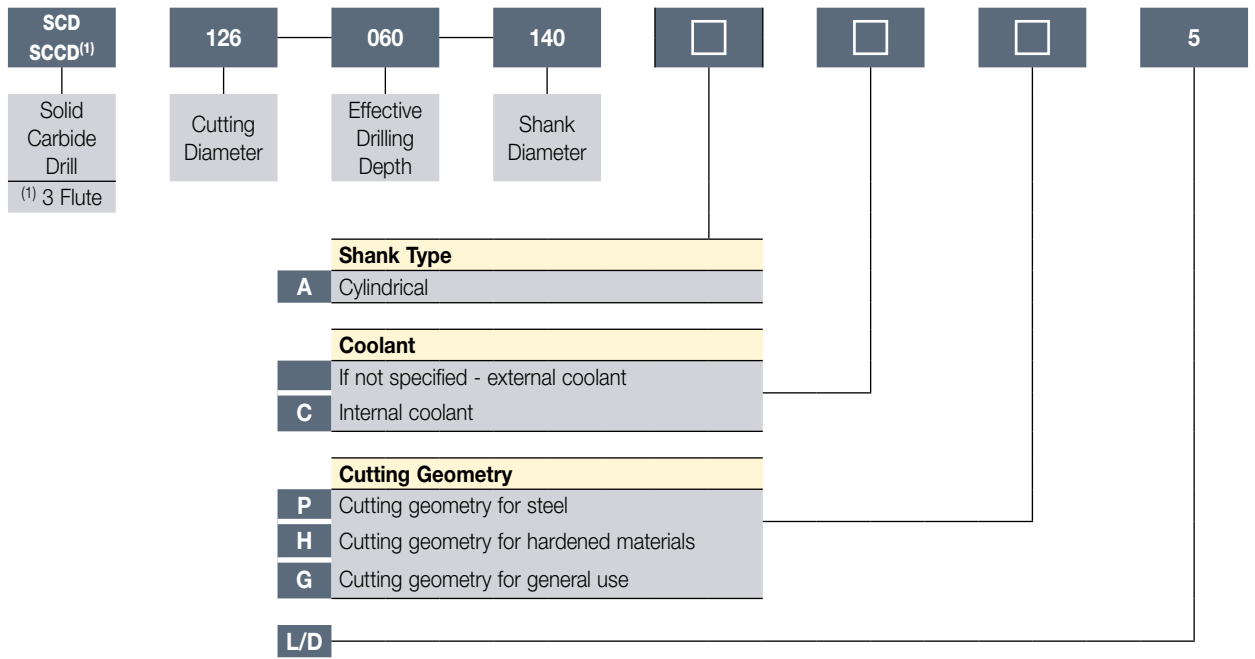 SCD
SCCD(1)
126
060
140
5
Solid
Carbide
Drill
(1) 3 Flute
Cutting
Diameter
Effective
Drilling
Depth
Shank
Diameter
Shank Type
A Cylindrical
Coolant
If not specified - external coolant
C Internal coolant
Cutting Geometry
P Cutting geometry for steel
H Cutting geometry for hardened materials
G Cutting geometry for general use
L/D